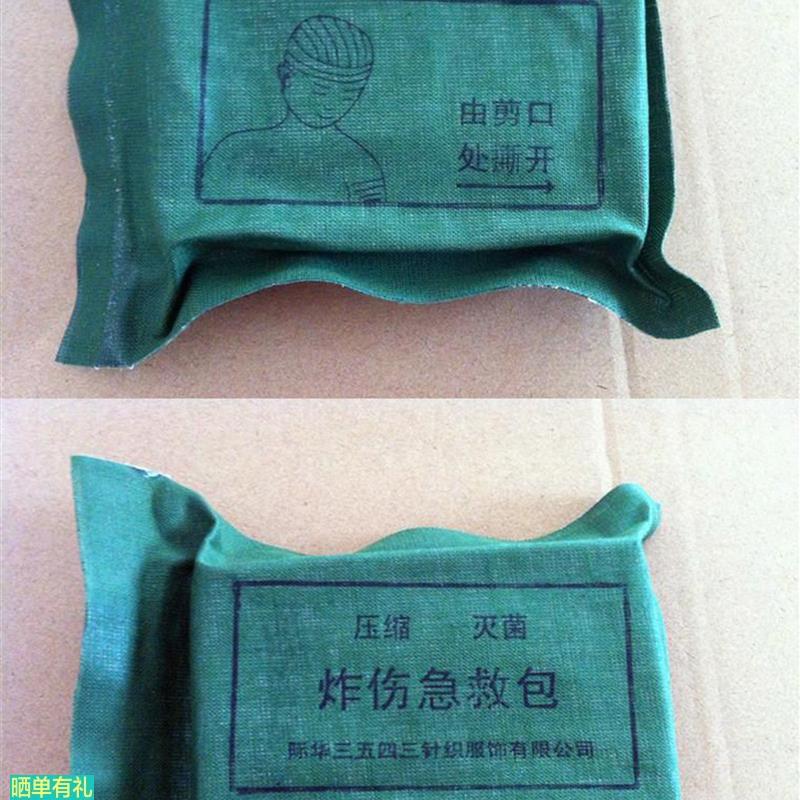 由剪口
处撕开
压缩 灭菌
炸伤急救包
际华三五四三针织服饰有限公司
晒单有礼